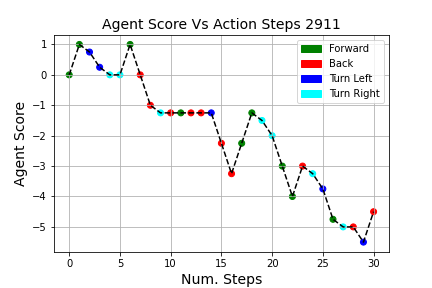 Agent Score Vs Action Steps 2911
Forward
Back
Turn Left
Turn Right
Agent Score
1
0
−1
−2
−3
−4
−5
0 5 10 15 20 25 30
Num. Steps